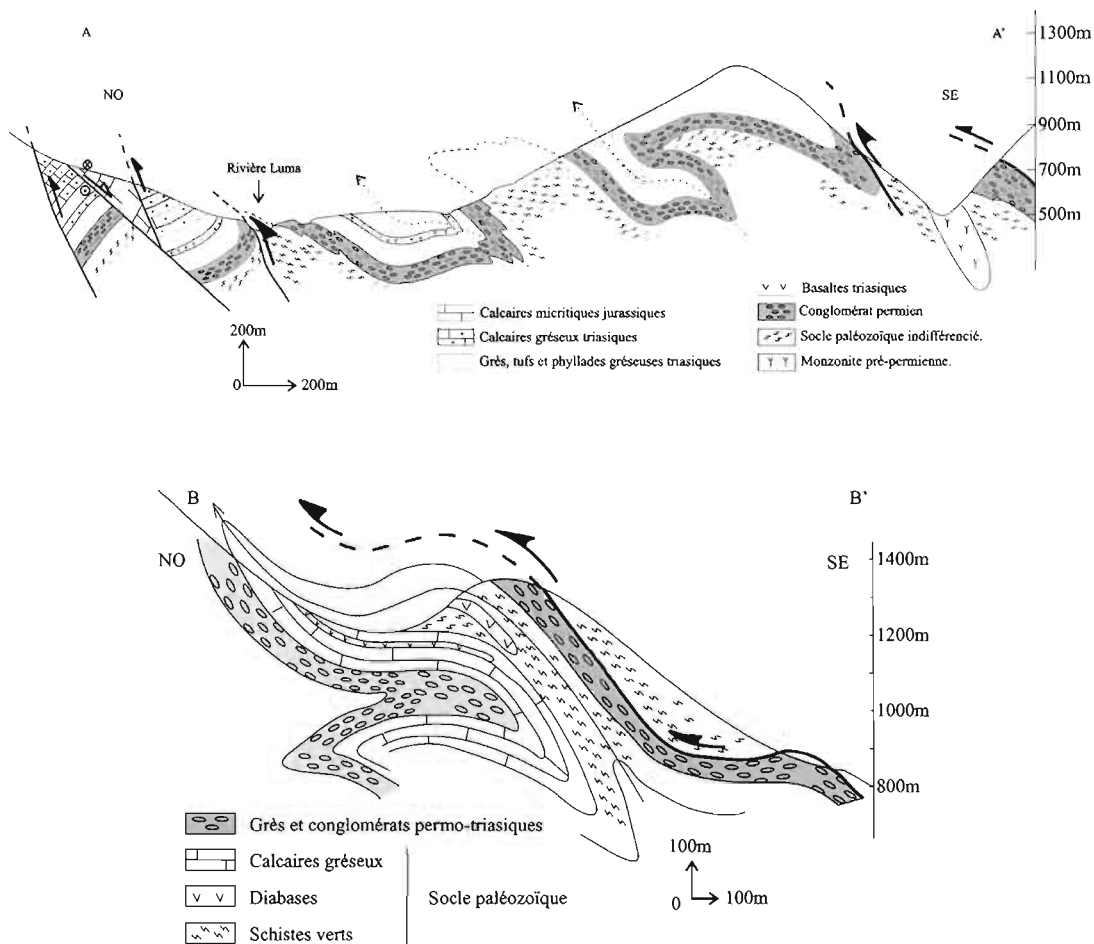 A
A'
1300m
1100m
NO
SE
900m
Rivière Luma
700m
500m
Calcaires micritiques jurassiques
Calcaires gréseux triasiques
Grès, tufs et phyllades gréseuses triasiques
Basaltes triasiques
Conglomérat permien
Socle paléozoïque indifférencié.
Monzonite pré-permienne.
200m
0
200m
B
B'
NO
SE
1400m
1200m
1000m
800m
Grès et conglomérats permo-triasiques
Calcaires gréseux
Diabases
Schistes verts
Socle paléozoïque
100m
0
100m